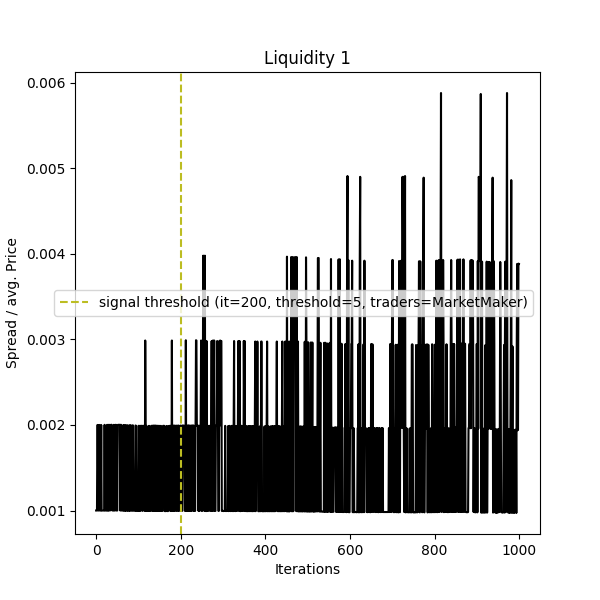 Liquidity 1
0.006
0.005
0.004
0.003
0.002
0.001
Spread / avg. Price
signal threshold (it=200, threshold=5, traders=MarketMaker)
0 200 400 600 800 1000
Iterations